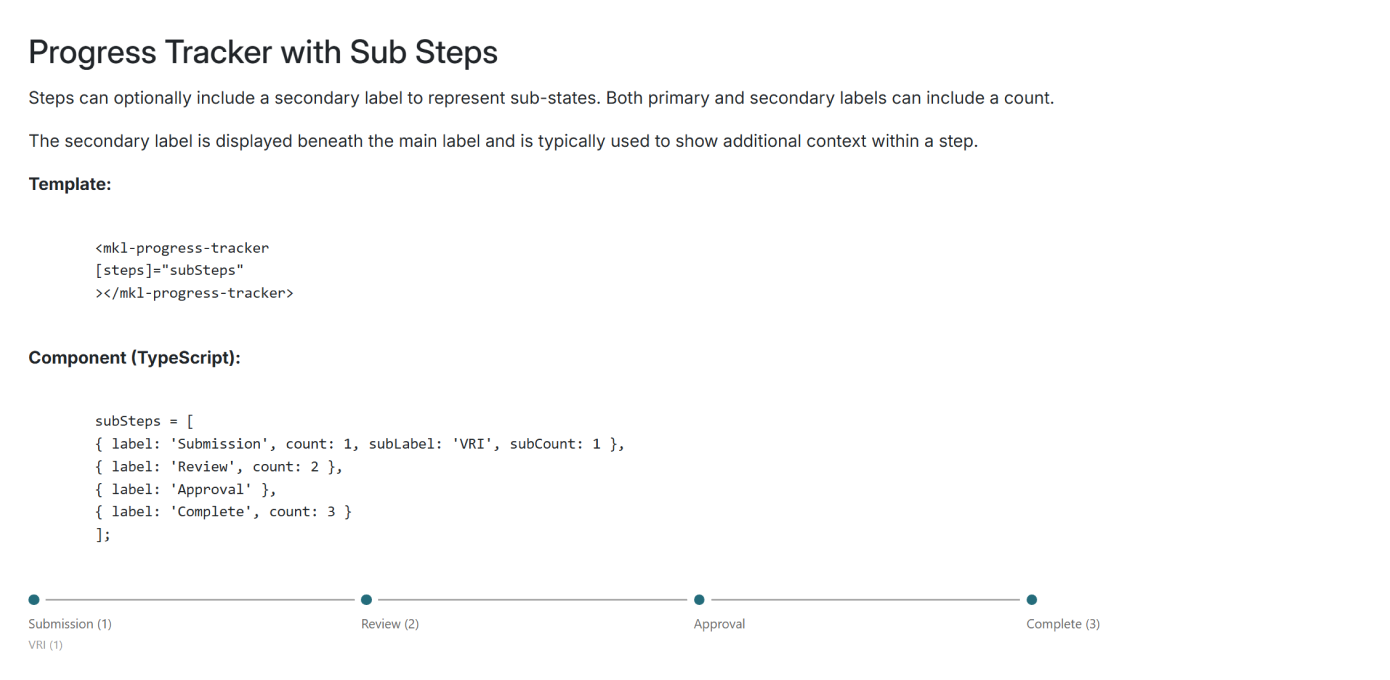 Progress Tracker with Sub Steps
Steps can optionally include a secondary label to represent sub-states. Both primary and secondary labels can include a count.
The secondary label is displayed beneath the main label and is typically used to show additional context within a step.
Template:
<mkl-progress-tracker
[steps]="subSteps"
></mkl-progress-tracker>
Component (TypeScript):
subSteps = [
{ label: 'Submission', count: 1, subLabel: 'VRI', subCount: 1 },
{ label: 'Review', count: 2 },
{ label: 'Approval' },
{ label: 'Complete', count: 3 }
];
Submission (1) Review (2) Approval Complete (3)
VRI (1)